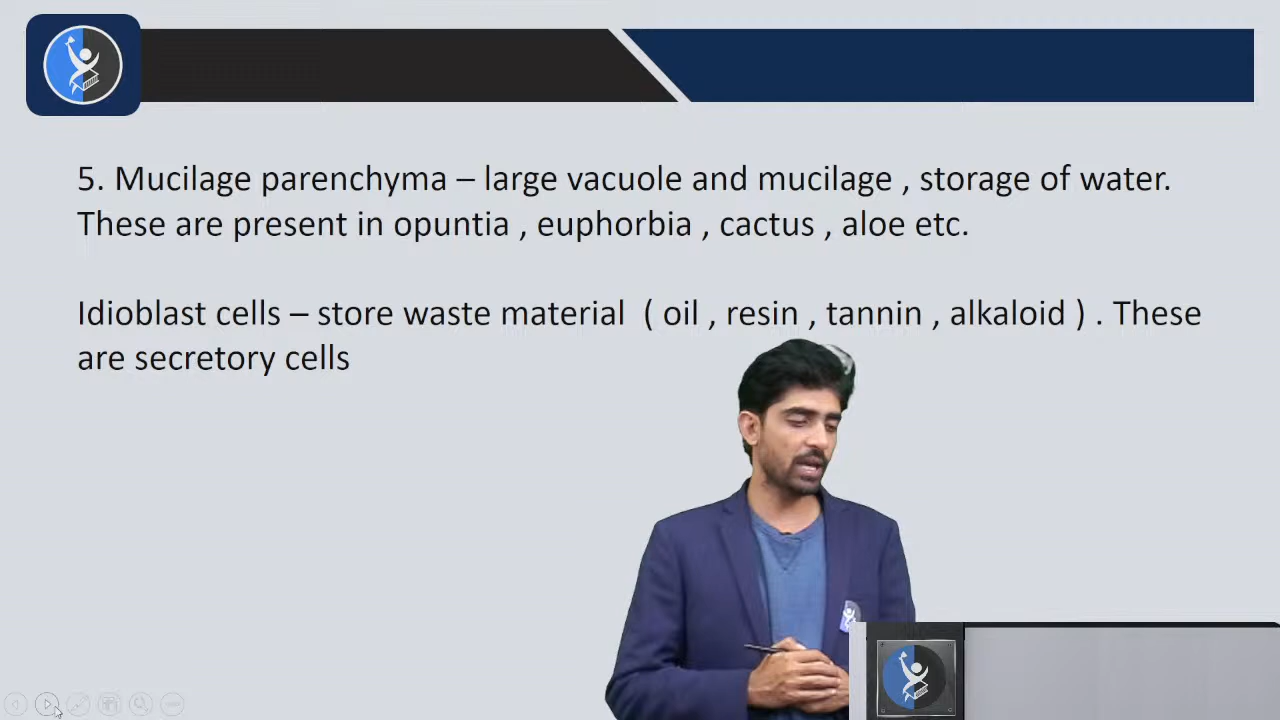 5. Mucilage parenchyma – large vacuole and mucilage , storage of water.
These are present in opuntia , euphorbia , cactus , aloe etc.
Idioblast cells – store waste material  ( oil , resin , tannin , alkaloid ) . These
are secretory cells